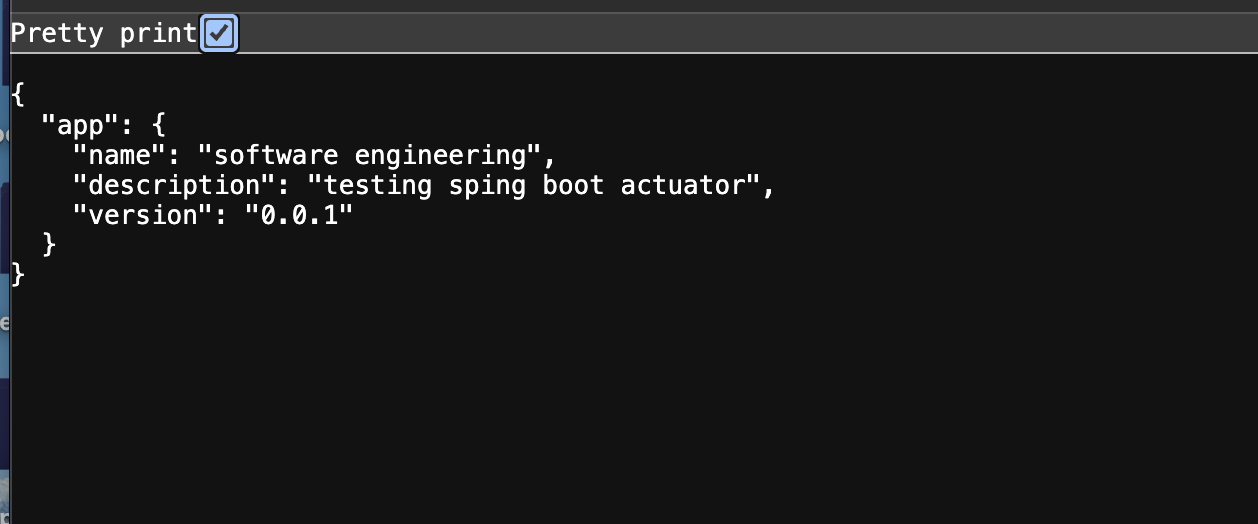 Pretty print
{
  "app": {
    "name": "software engineering",
    "description": "testing sping boot actuator",
    "version": "0.0.1"
  }
}